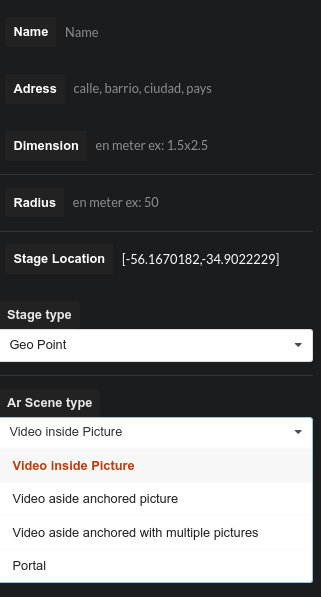 Name Name
Adress calle, barrio, ciudad, pays
Dimension en meter ex: 1.5x2.5
Radius en meter ex: 50
Stage Location [-56.1670182,-34.9022229]
Stage type
Geo Point
Ar Scene type
Video inside Picture
Video inside Picture
Video aside anchored picture
Video aside anchored with multiple pictures
Portal